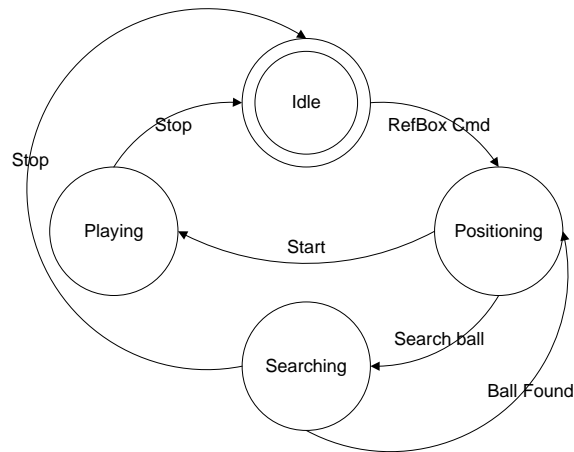 Idle
Stop
RefBox Cmd
Stop
Playing
Positioning
Start
Search ball
Searching
Ball Found